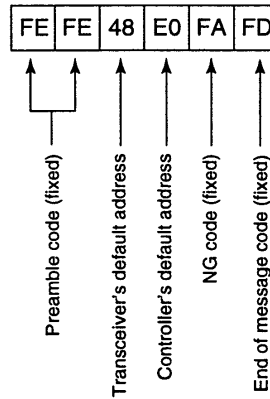 FE FE 48 E0 FA FD
Preamble code (fixed)
Transceiver's default address
Controller's default address
NG code (fixed)
End of message code (fixed)